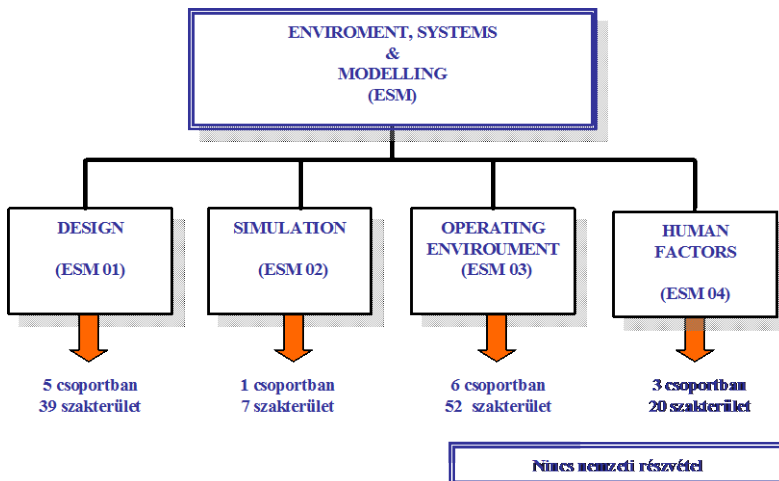 ENVIROMENT, SYSTEMS
&
MODELLING
(ESM)
DESIGN
(ESM 01)
SIMULATION
(ESM 02)
OPERATING
ENVIROUMENT
(ESM 03)
HUMAN
FACTORS
(ESM 04)
5 csoportban
39 szakterület
1 csoportban
7 szakterület
6 csoportban
52 szakterület
3 csoportban
20 szakterület
Nincs nemzeti részvétel